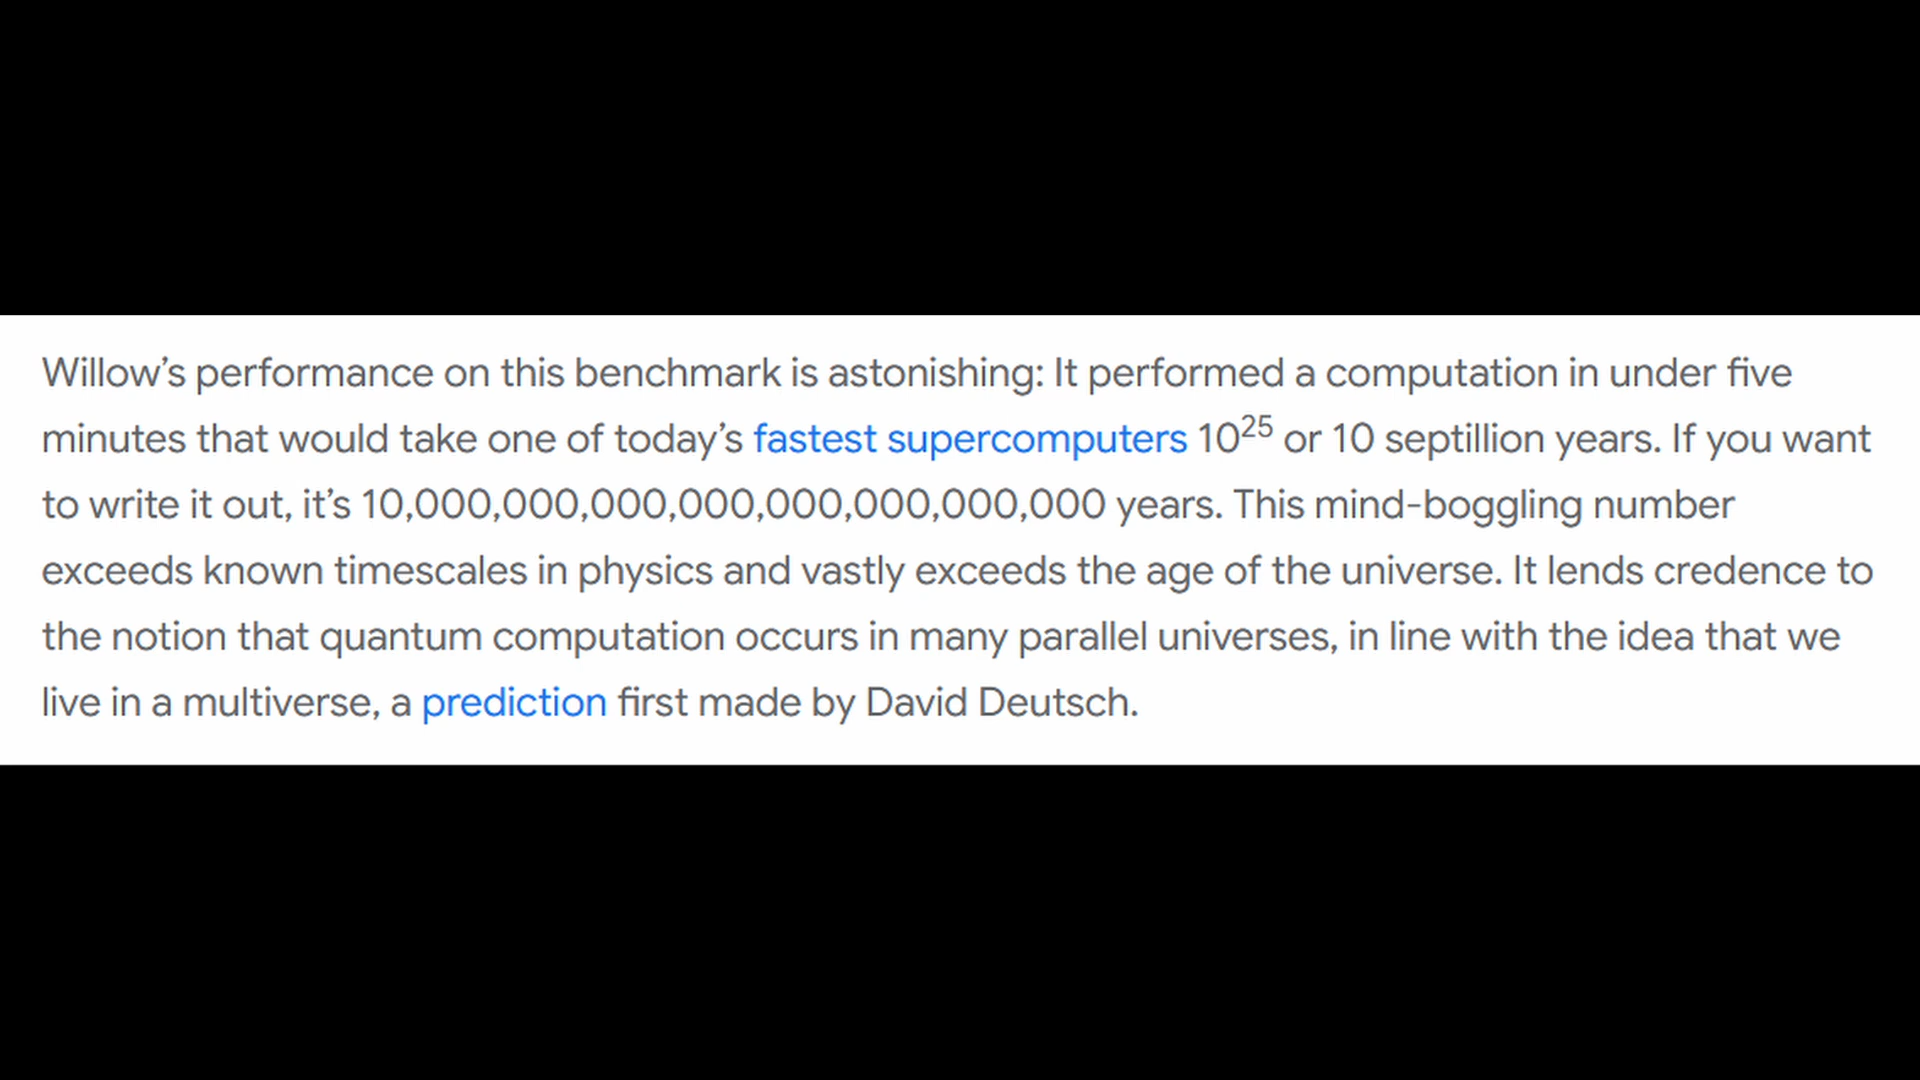 Willow’s performance on this benchmark is astonishing: It performed a computation in under five
minutes that would take one of today’s fastest supercomputers 10²⁵ or 10 septillion years. If you want
to write it out, it’s 10,000,000,000,000,000,000,000,000 years. This mind-boggling number
exceeds known timescales in physics and vastly exceeds the age of the universe. It lends credence to
the notion that quantum computation occurs in many parallel universes, in line with the idea that we
live in a multiverse, a prediction first made by David Deutsch.